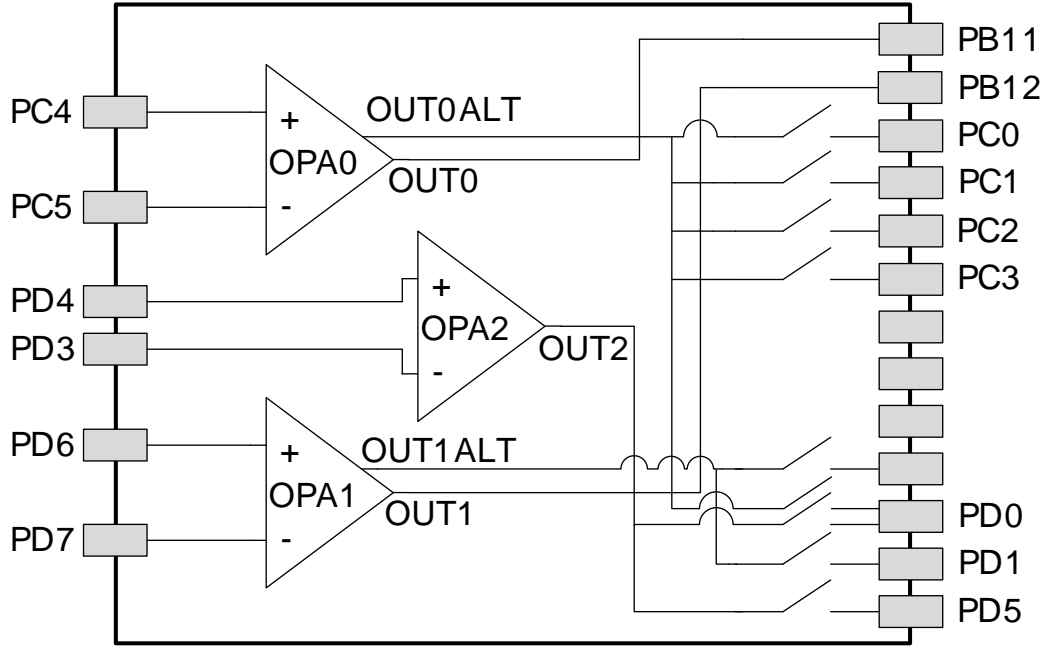 PB11
PB12
PC4
+
OUT0ALT
PC0
OPA0
OUT0
PC1
PC5
-
PC2
PC3
PD4
+
OPA2
OUT2
PD3
-
PD6
+
OUT1ALT
OPA1
OUT1
PD0
PD7
-
PD1
PD5